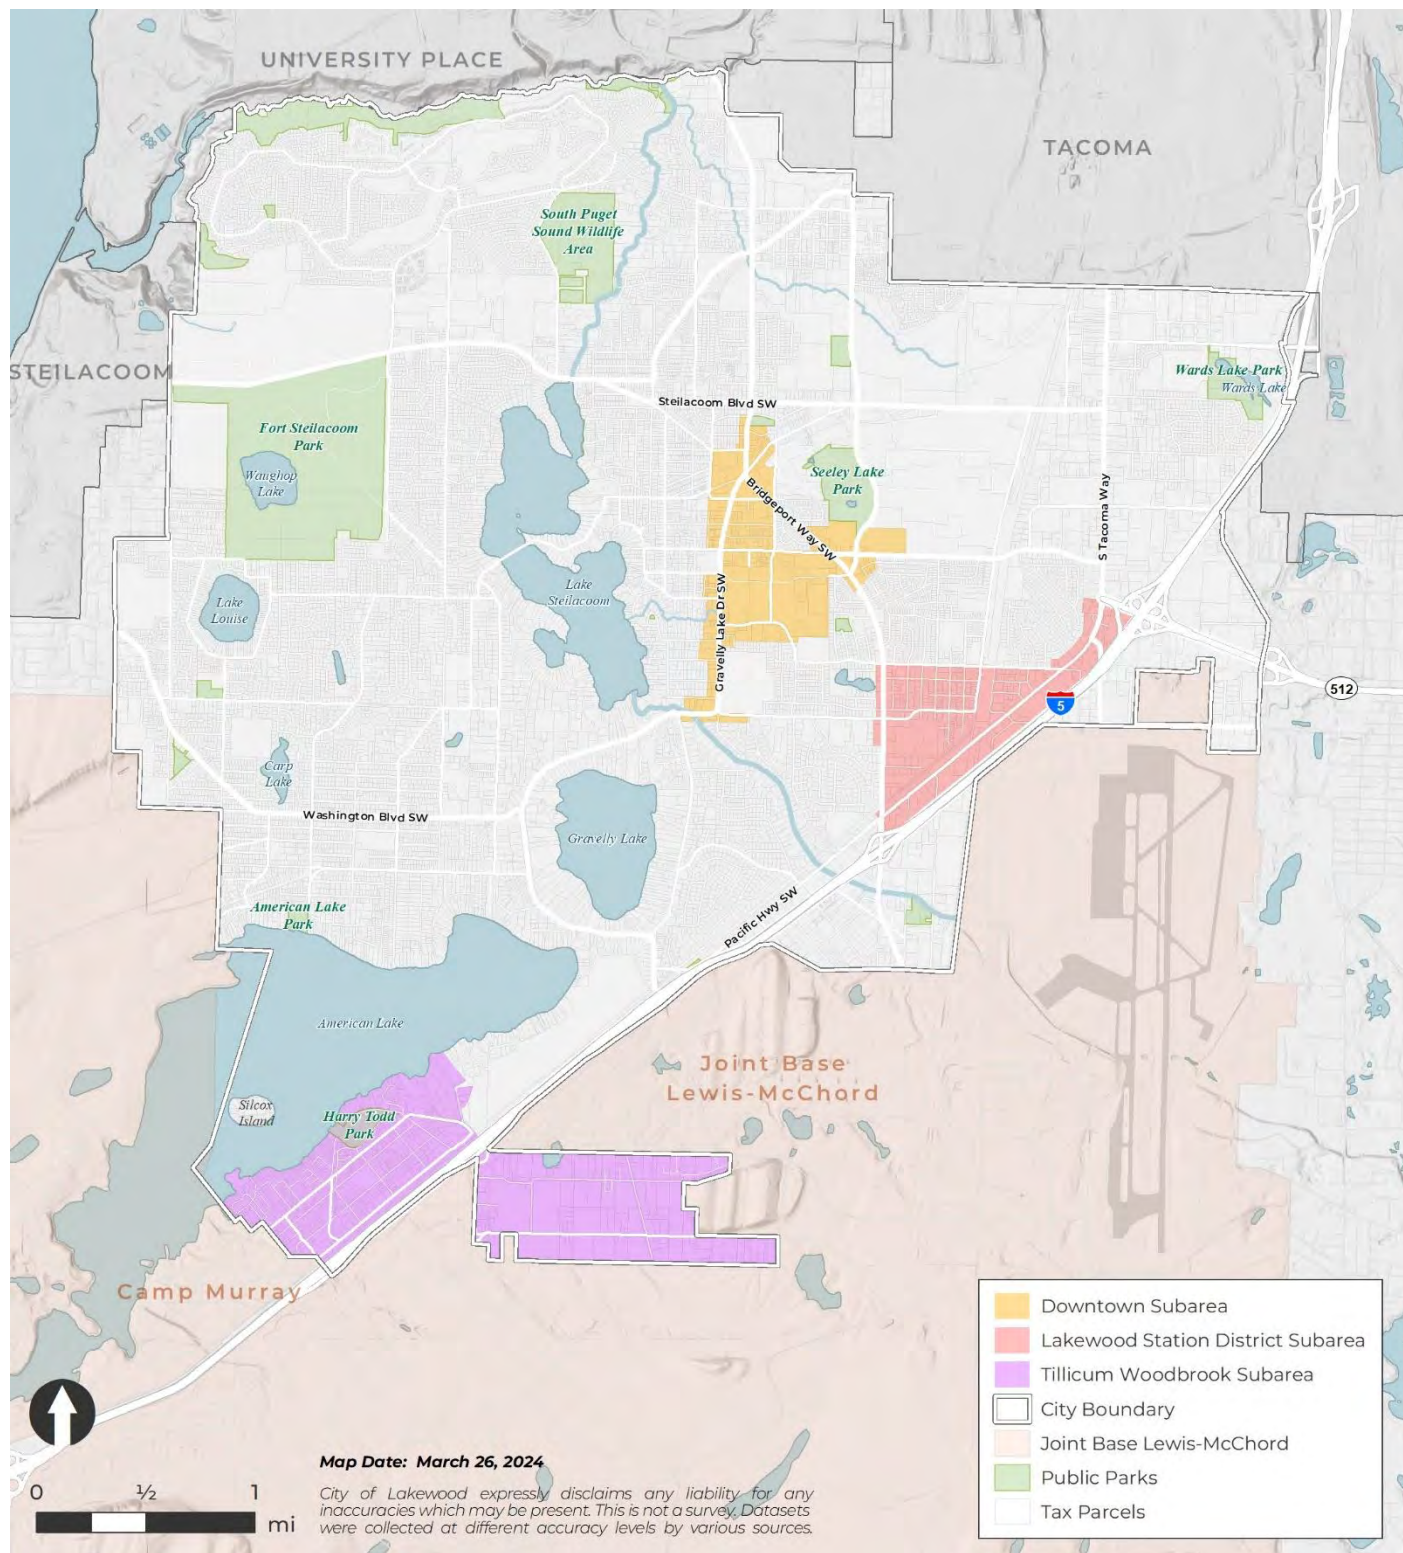 UNIVERSITY PLACE
TACOMA
South Puget
Sound Wildlife
Area
STEILACOOM
Wards Lake Park
Wards Lake
Steilacoom Blvd SW
Fort Steilacoom
Park
Waughop
Lake
Seeley Lake
Park
Bridgeport Way SW
S Tacoma Way
Lake
Steilacoom
Lake
Louise
Gravelly Lake Dr SW
512
5
Carp
Lake
Washington Blvd SW
Gravelly Lake
American Lake
Park
Pacific Hwy SW
American Lake
Joint Base
Lewis-McChord
Silcox
Island
Harry Todd
Park
Camp Murray
Downtown Subarea
Lakewood Station District Subarea
Tillicum Woodbrook Subarea
City Boundary
Joint Base Lewis-McChord
Public Parks
Tax Parcels
Map Date: March 26, 2024
City of Lakewood expressly disclaims any liability for any
inaccuracies which may be present. This is not a survey. Datasets
were collected at different accuracy levels by various sources.
0 ½ 1
mi